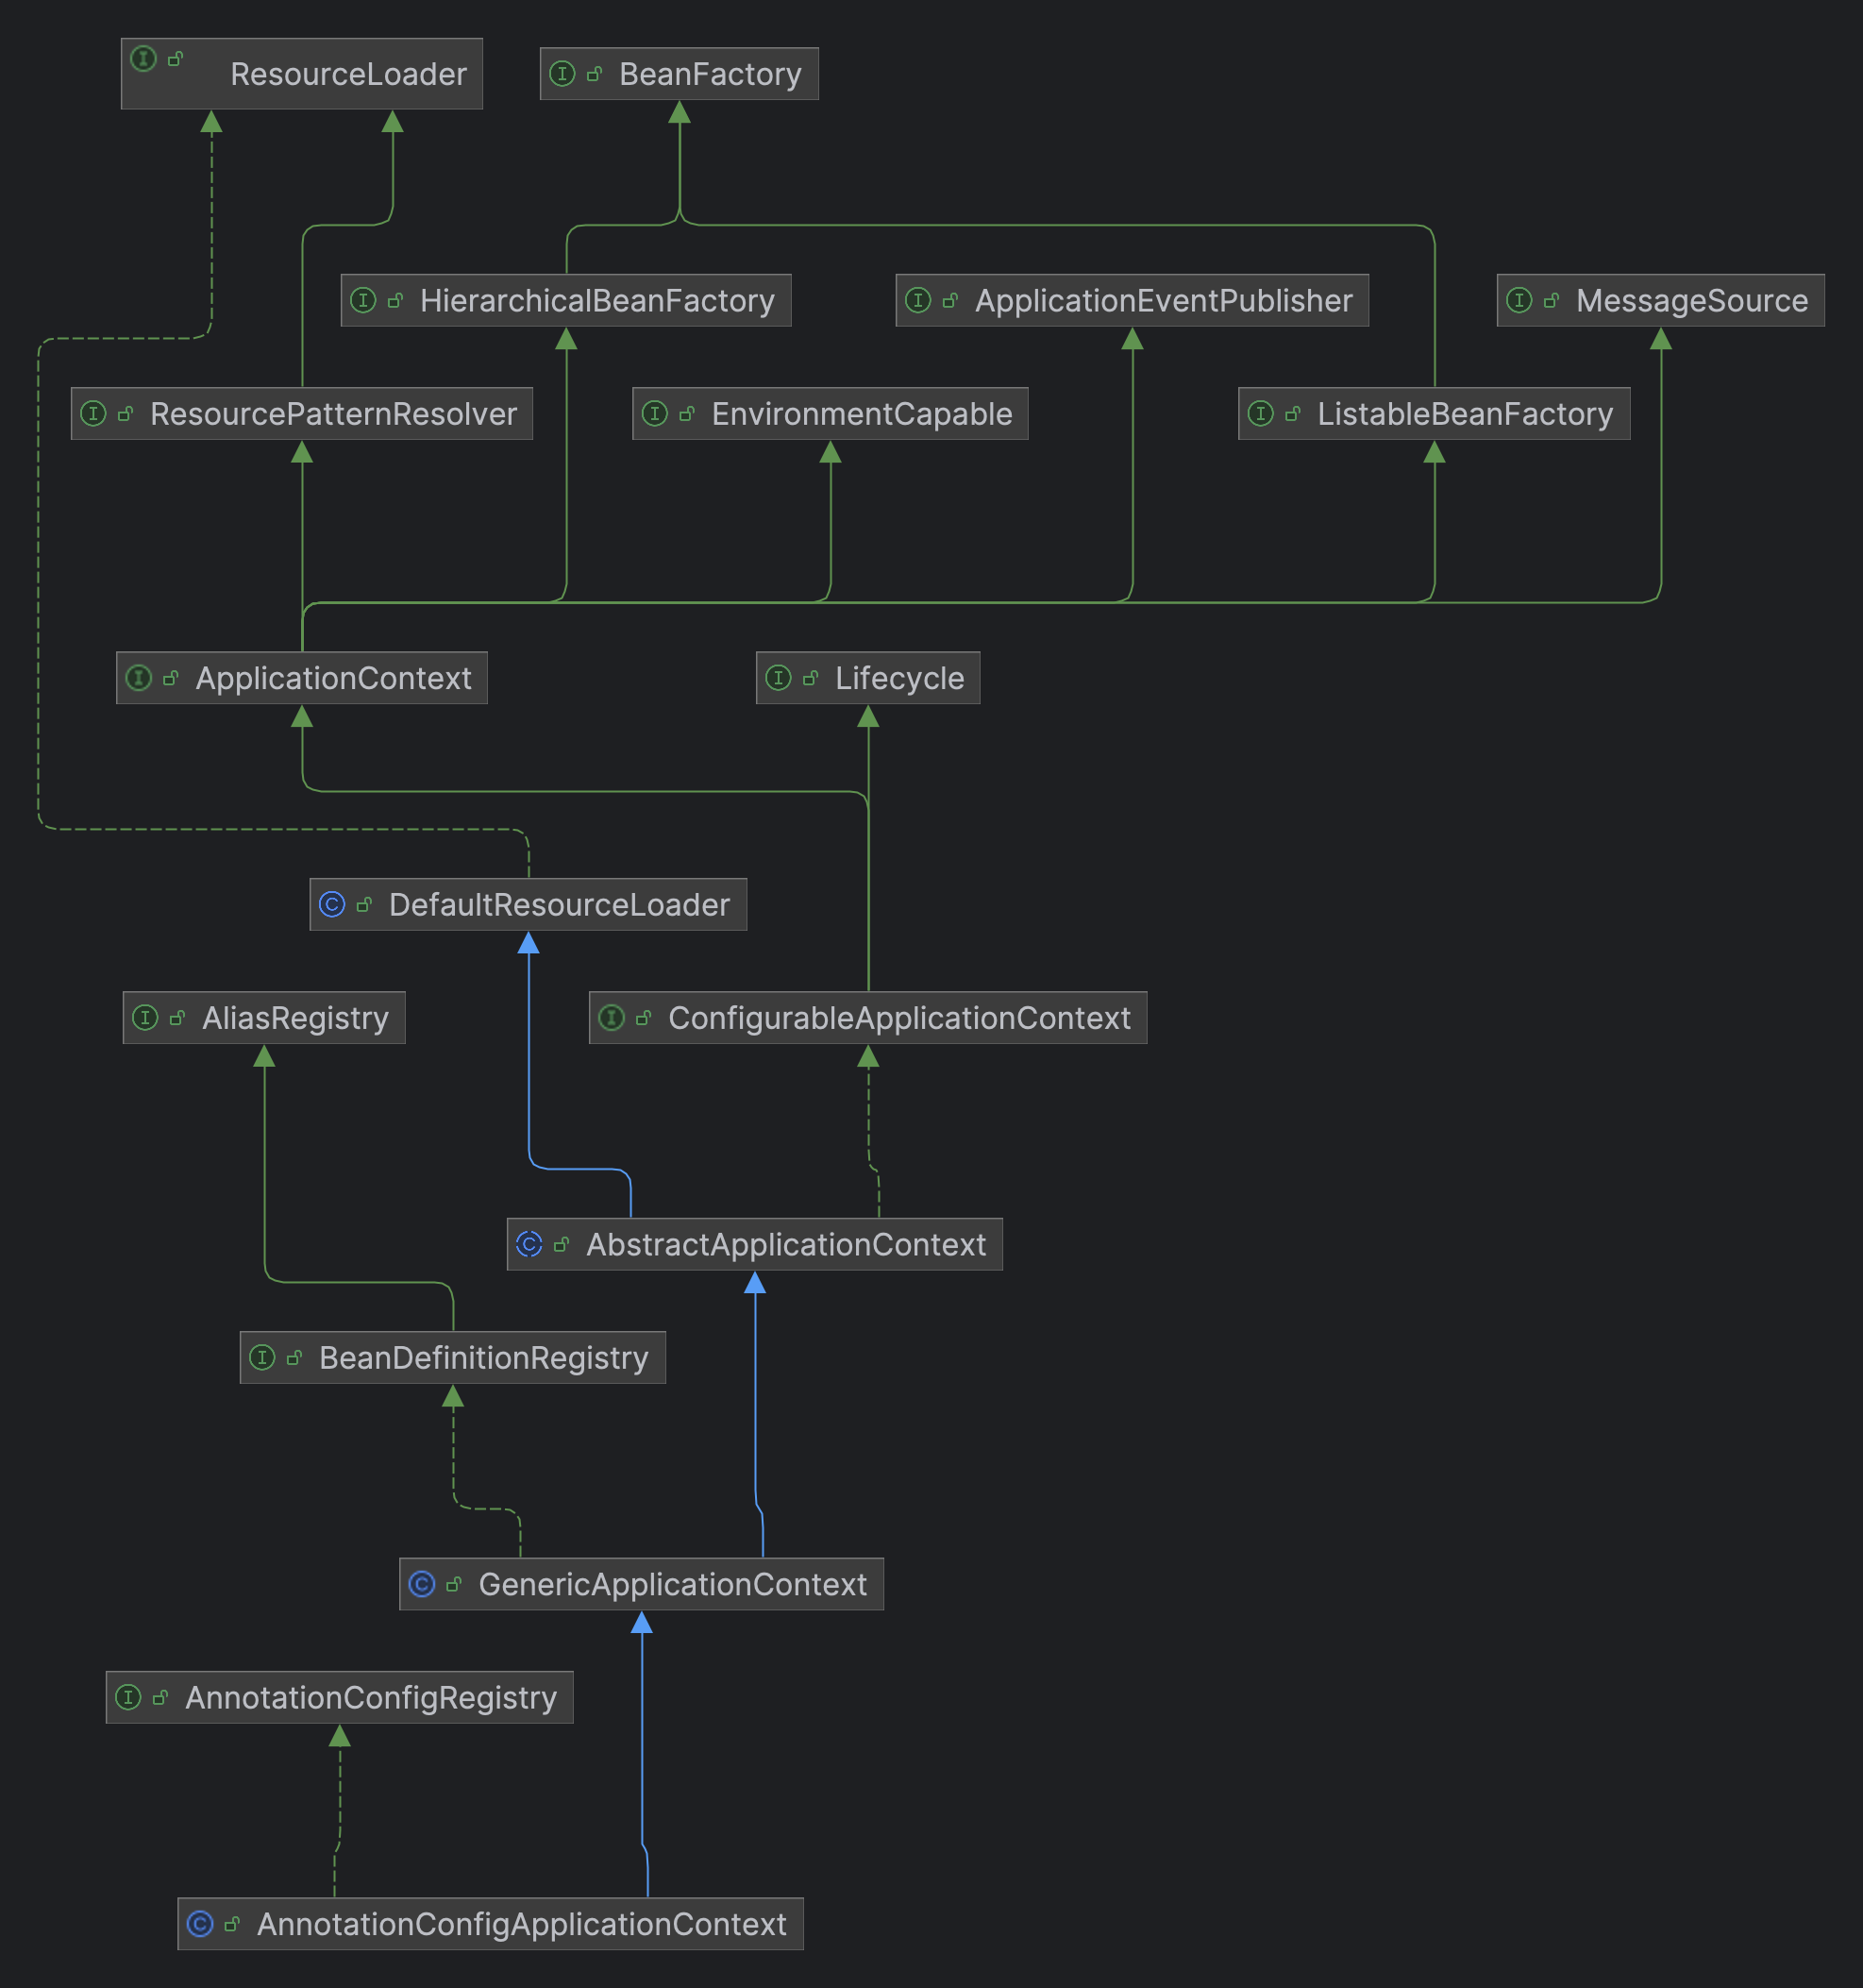 ResourceLoader
BeanFactory
HierarchicalBeanFactory
ApplicationEventPublisher
MessageSource
ResourcePatternResolver
EnvironmentCapable
ListableBeanFactory
ApplicationContext
Lifecycle
DefaultResourceLoader
AliasRegistry
ConfigurableApplicationContext
AbstractApplicationContext
BeanDefinitionRegistry
GenericApplicationContext
AnnotationConfigRegistry
AnnotationConfigApplicationContext